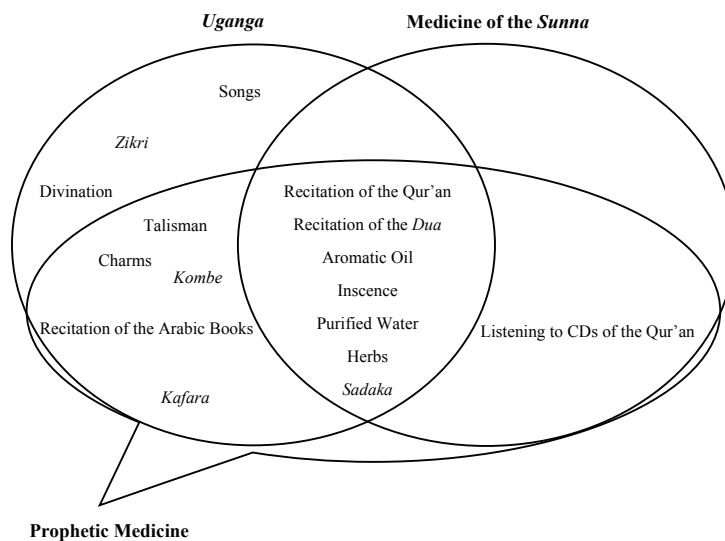 Uganga
Medicine of the Sunna
Songs
Zikri
Divination
Talisman
Charms
Kombe
Recitation of the Arabic Books
Kafara
Recitation of the Qur’an
Recitation of the Dua
Aromatic Oil
Inscence
Purified Water
Herbs
Sadaka
Listening to CDs of the Qur’an
Prophetic Medicine